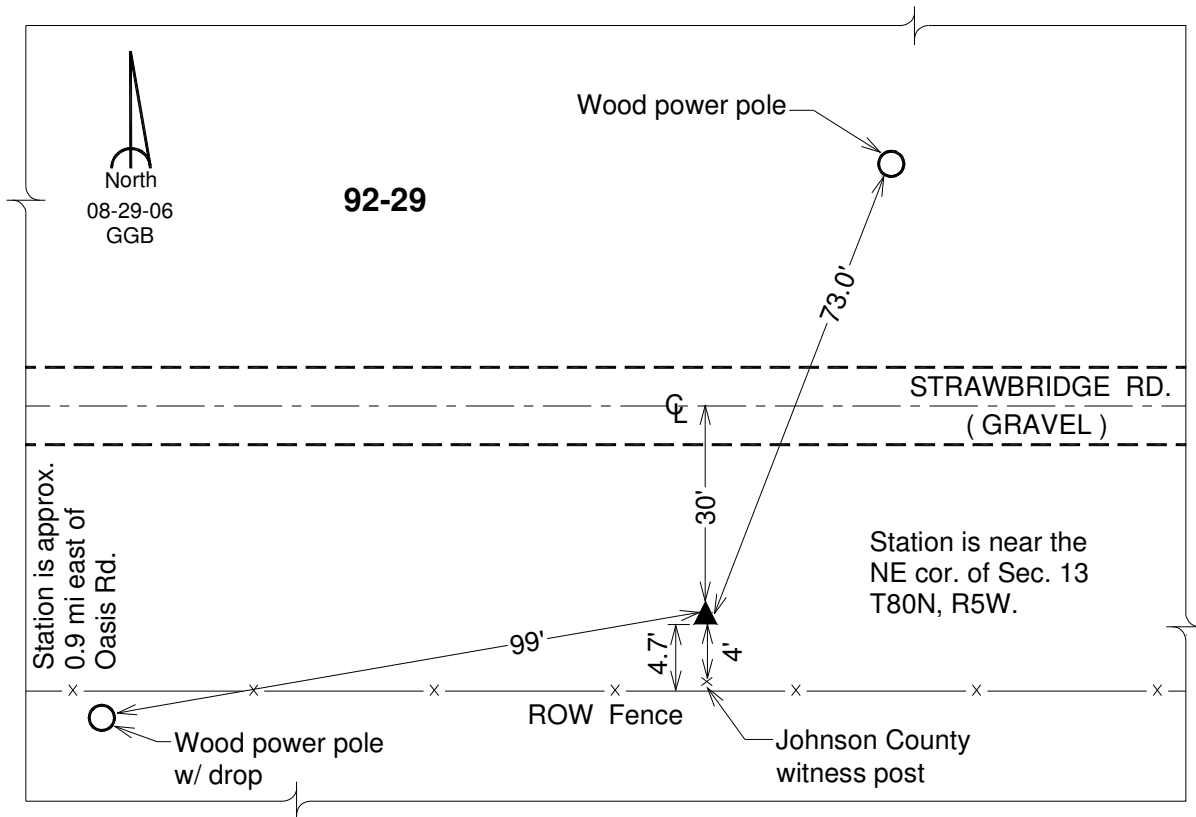 Wood power pole
North
08-29-06
GGB
92-29
73.0'
STRAWBRIDGE RD.
( GRAVEL )
CL
30'
Station is approx.
0.9 mi east of
Oasis Rd.
Station is near the
NE cor. of Sec. 13
T80N, R5W.
99'
4.7'
4'
ROW Fence
Wood power pole
w/ drop
Johnson County
witness post